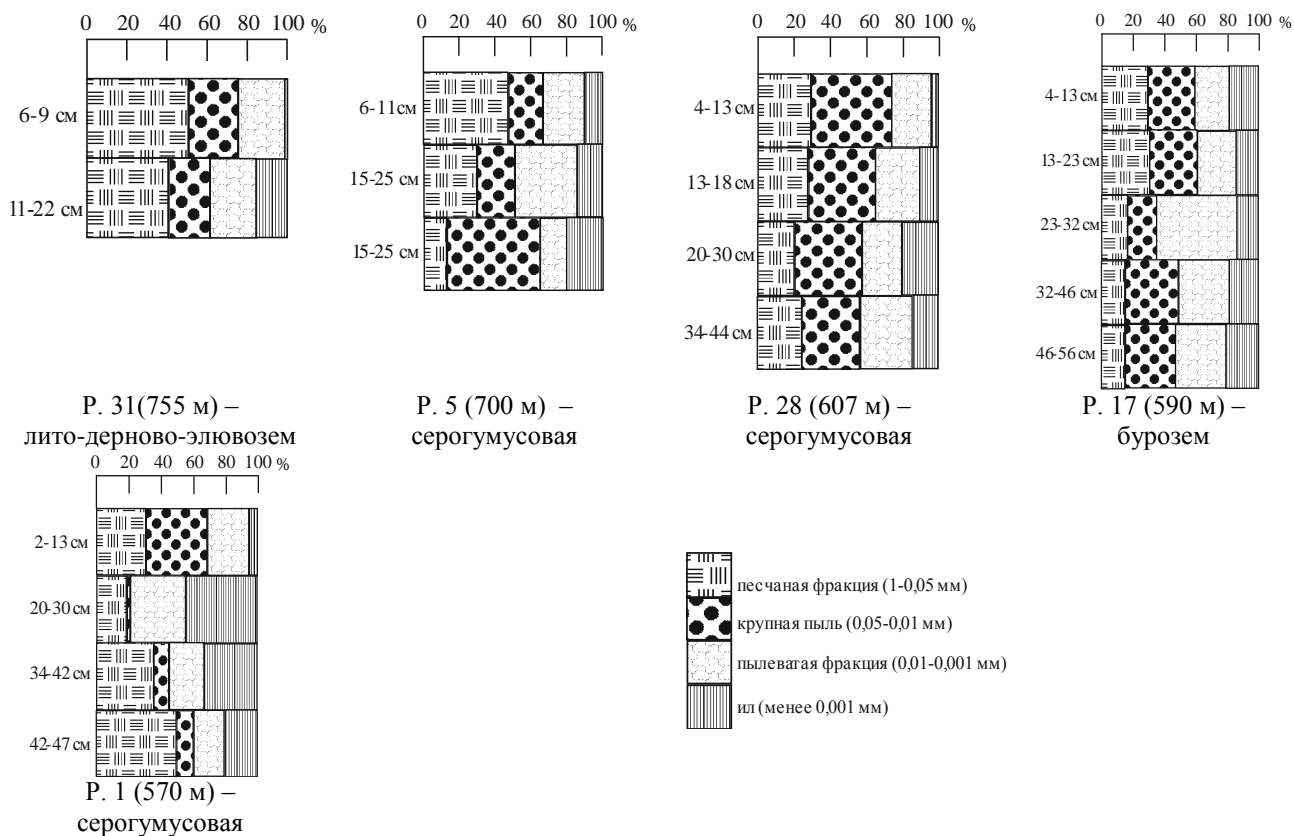 0 20 40 60 80 100 %
6-9 см
11-22 см
Р. 31(755 м) –
лито-дерново-элювозем
0 20 40 60 80 100 %
6-11см
15-25 см
15-25 см
Р. 5 (700 м) –
серогумусовая
0 20 40 60 80 100 %
4-13 см
13-18 см
20-30 см
34-44 см
Р. 28 (607 м) –
серогумусовая
0 20 40 60 80 100 %
4-13 см
13-23 см
23-32 см
32-46 см
46-56 см
Р. 17 (590 м) –
бурозем
0 20 40 60 80 100 %
2-13 см
20-30 см
34-42 см
42-47 см
Р. 1 (570 м) –
серогумусовая
песчаная фракция (1-0,05 мм)
крупная пыль (0,05-0,01 мм)
пылеватая фракция (0,01-0,001 мм)
ил (менее 0,001 мм)